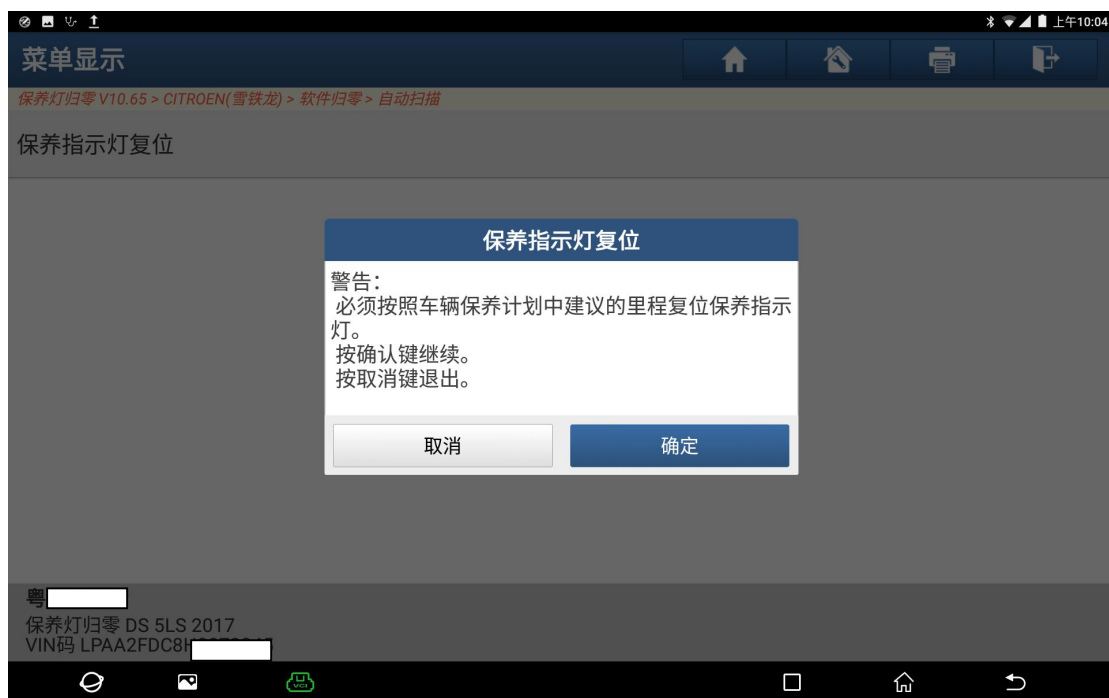 上午10:04
菜单显示
保养灯归零 V10.65 > CITROEN(雪铁龙) > 软件归零 > 自动扫描
保养指示灯复位
保养指示灯复位
警告：
必须按照车辆保养计划中建议的里程复位保养指示
灯。
按确认键继续。
按取消键退出。
取消
确定
粤
保养灯归零 DS 5LS 2017
VIN码 LPAA2FDC8H
VCI